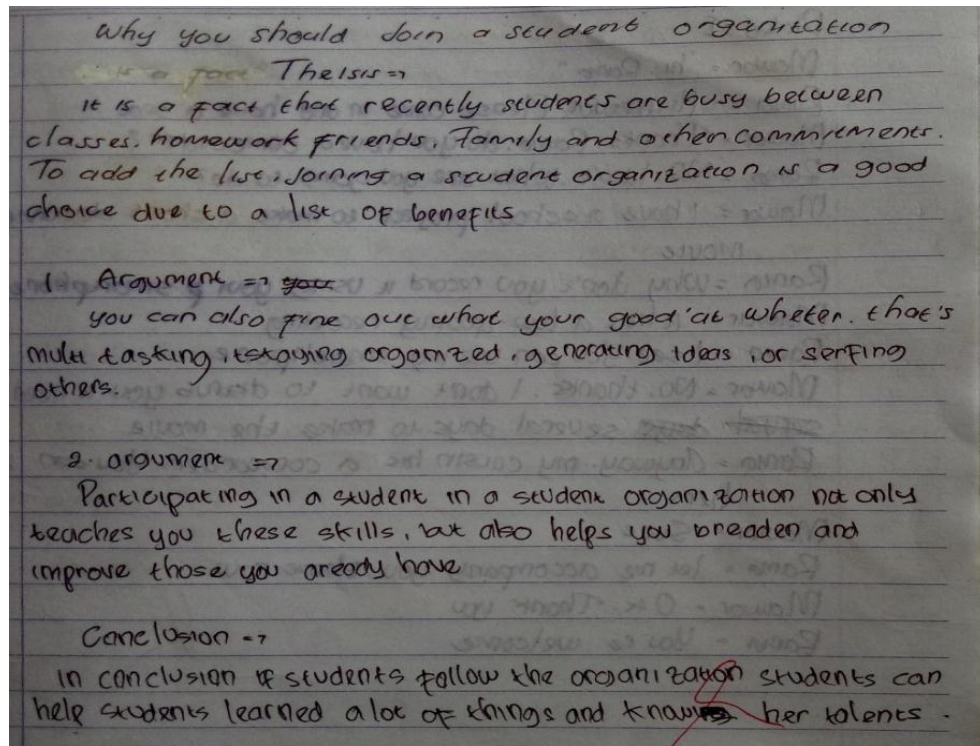 Why you should Join a student organization
Thelsis =>
it is a fact that recently students are busy between
classes. homework friends, Family and other commitments.
To add the list, Joining a student organization is a good
choice due to a list of benefits
1. Argument =>
you can also fine out what your good at wheter. that's
multi tasking, tstaying orgomzed, generating ideas, or serfing
others.
2. argument =>
Participating in a student in a student organization not only
teaches you these skills, but also helps you breaden and
improve those you aready have
Conclusion =>
in conclusion if students follow the organization students can
help students learned a lot of things and know her talents.